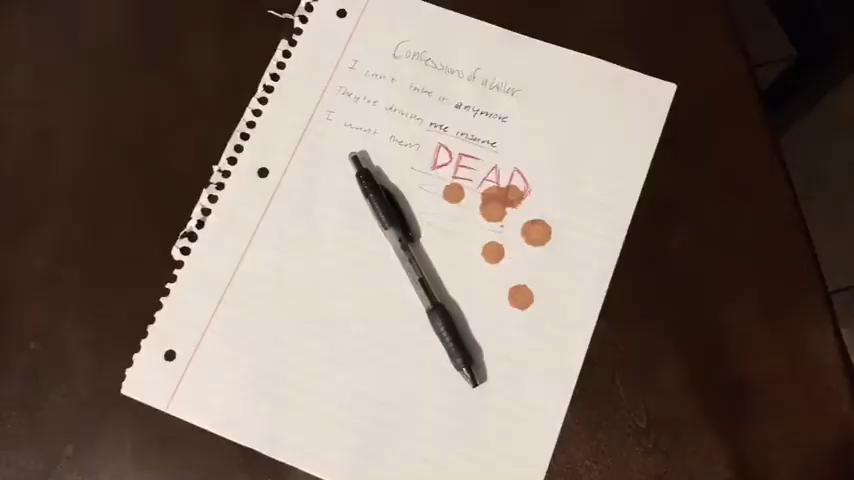 Confessions of a killer
I can't take it anymore
They're driving me insane
I want them DEAD